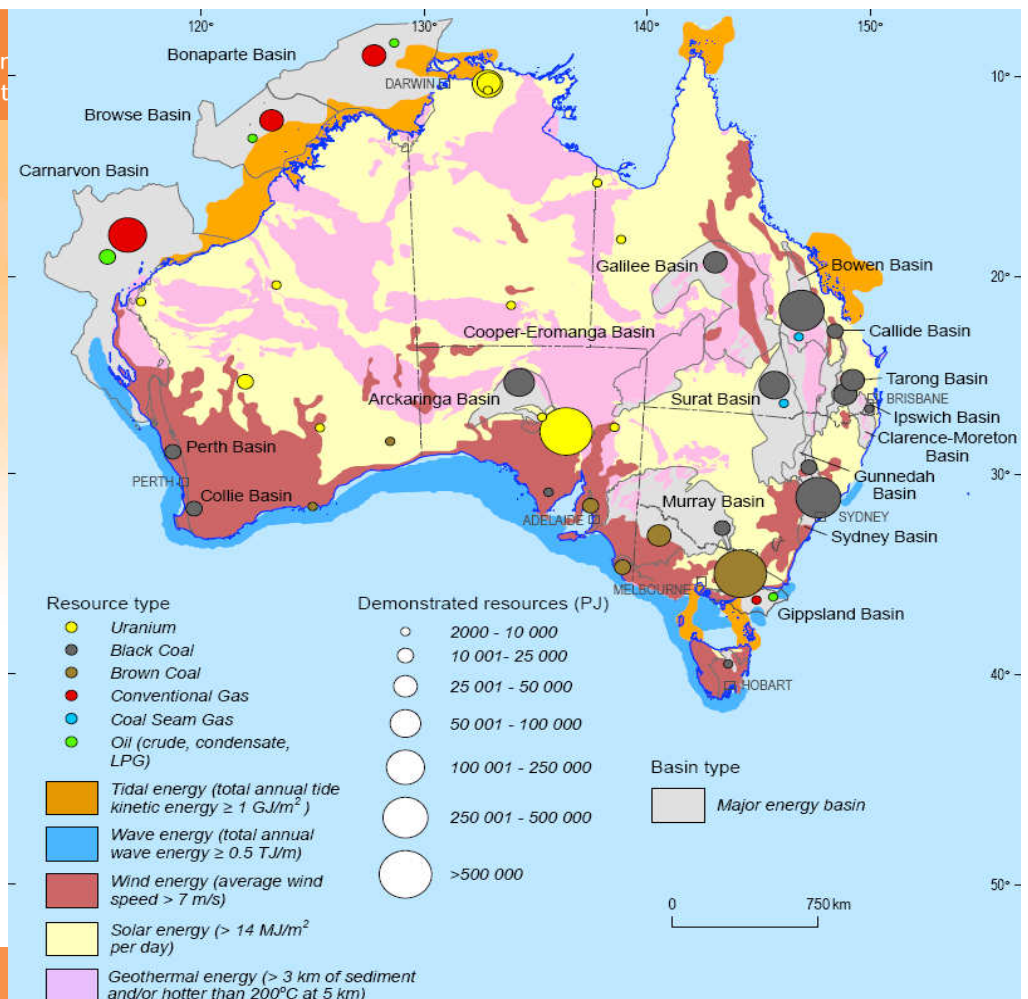 120°
130°
140°
150°
Bonaparte Basin
DARWIN
10°
Browse Basin
Carnarvon Basin
Galilee Basin
Bowen Basin
20°
Cooper-Eromanga Basin
Callide Basin
Arckaringa Basin
Surat Basin
Tarong Basin
BRISBANE
Ipswich Basin
Clarence-Moreton
Basin
Perth Basin
Gunnedah
Basin
30°
PERTH
Collie Basin
Murray Basin
ADELAIDE
SYDNEY
Sydney Basin
MELBOURNE
Gippsland Basin
40°
HOBART
50°
Resource type
Uranium
Black Coal
Brown Coal
Conventional Gas
Coal Seam Gas
Oil (crude, condensate,
LPG)
Tidal energy (total annual tide
kinetic energy ≥ 1 GJ/m²)
Wave energy (total annual
wave energy ≥ 0.5 TJ/m)
Wind energy (average wind
speed > 7 m/s)
Solar energy (> 14 MJ/m²
per day)
Geothermal energy (> 3 km of sediment
and/or hotter than 200°C at 5 km)
Demonstrated resources (PJ)
2000 - 10 000
10 001- 25 000
25 001 - 50 000
50 001 - 100 000
100 001 - 250 000
250 001 - 500 000
>500 000
Basin type
Major energy basin
0
750 km